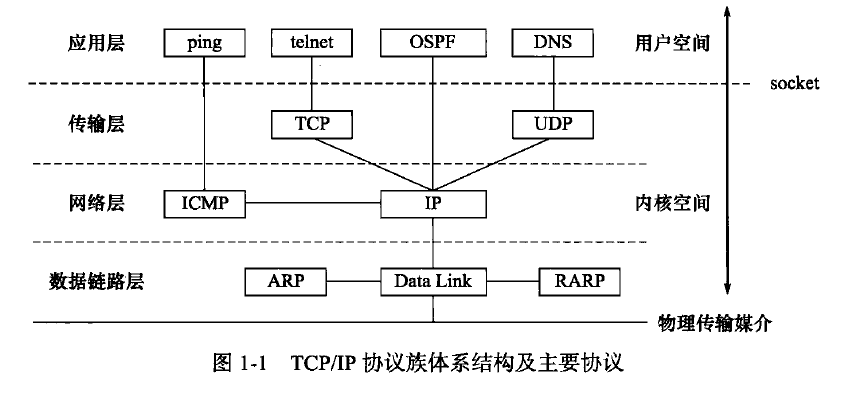 应用层 ping telnet OSPF DNS 用户空间
socket
传输层 TCP UDP
网络层 ICMP IP 内核空间
数据链路层 ARP Data Link RARP
物理传输媒介
图 1-1 TCP/IP 协议族体系结构及主要协议